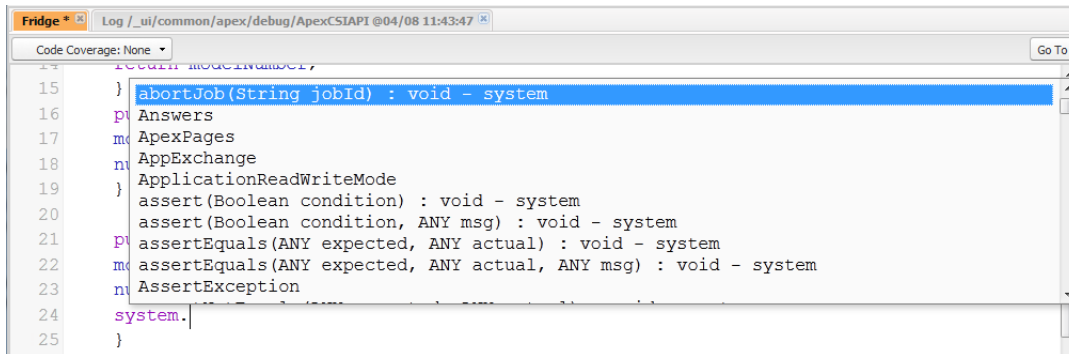 Fridge * Log /_ui/common/apex/debug/ApexCSIAPI @04/08 11:43:47
Code Coverage: None Go To
14 return modelNumber;
15 } abortJob(String jobId) : void - system
16 pu Answers
17 mo ApexPages
18 nu AppExchange
19 } ApplicationReadWriteMode
assert(Boolean condition) : void - system
20 assert(Boolean condition, ANY msg) : void - system
21 pu assertEquals(ANY expected, ANY actual) : void - system
22 mo assertEquals(ANY expected, ANY actual, ANY msg) : void - system
23 nu AssertException
24 system.
25 }